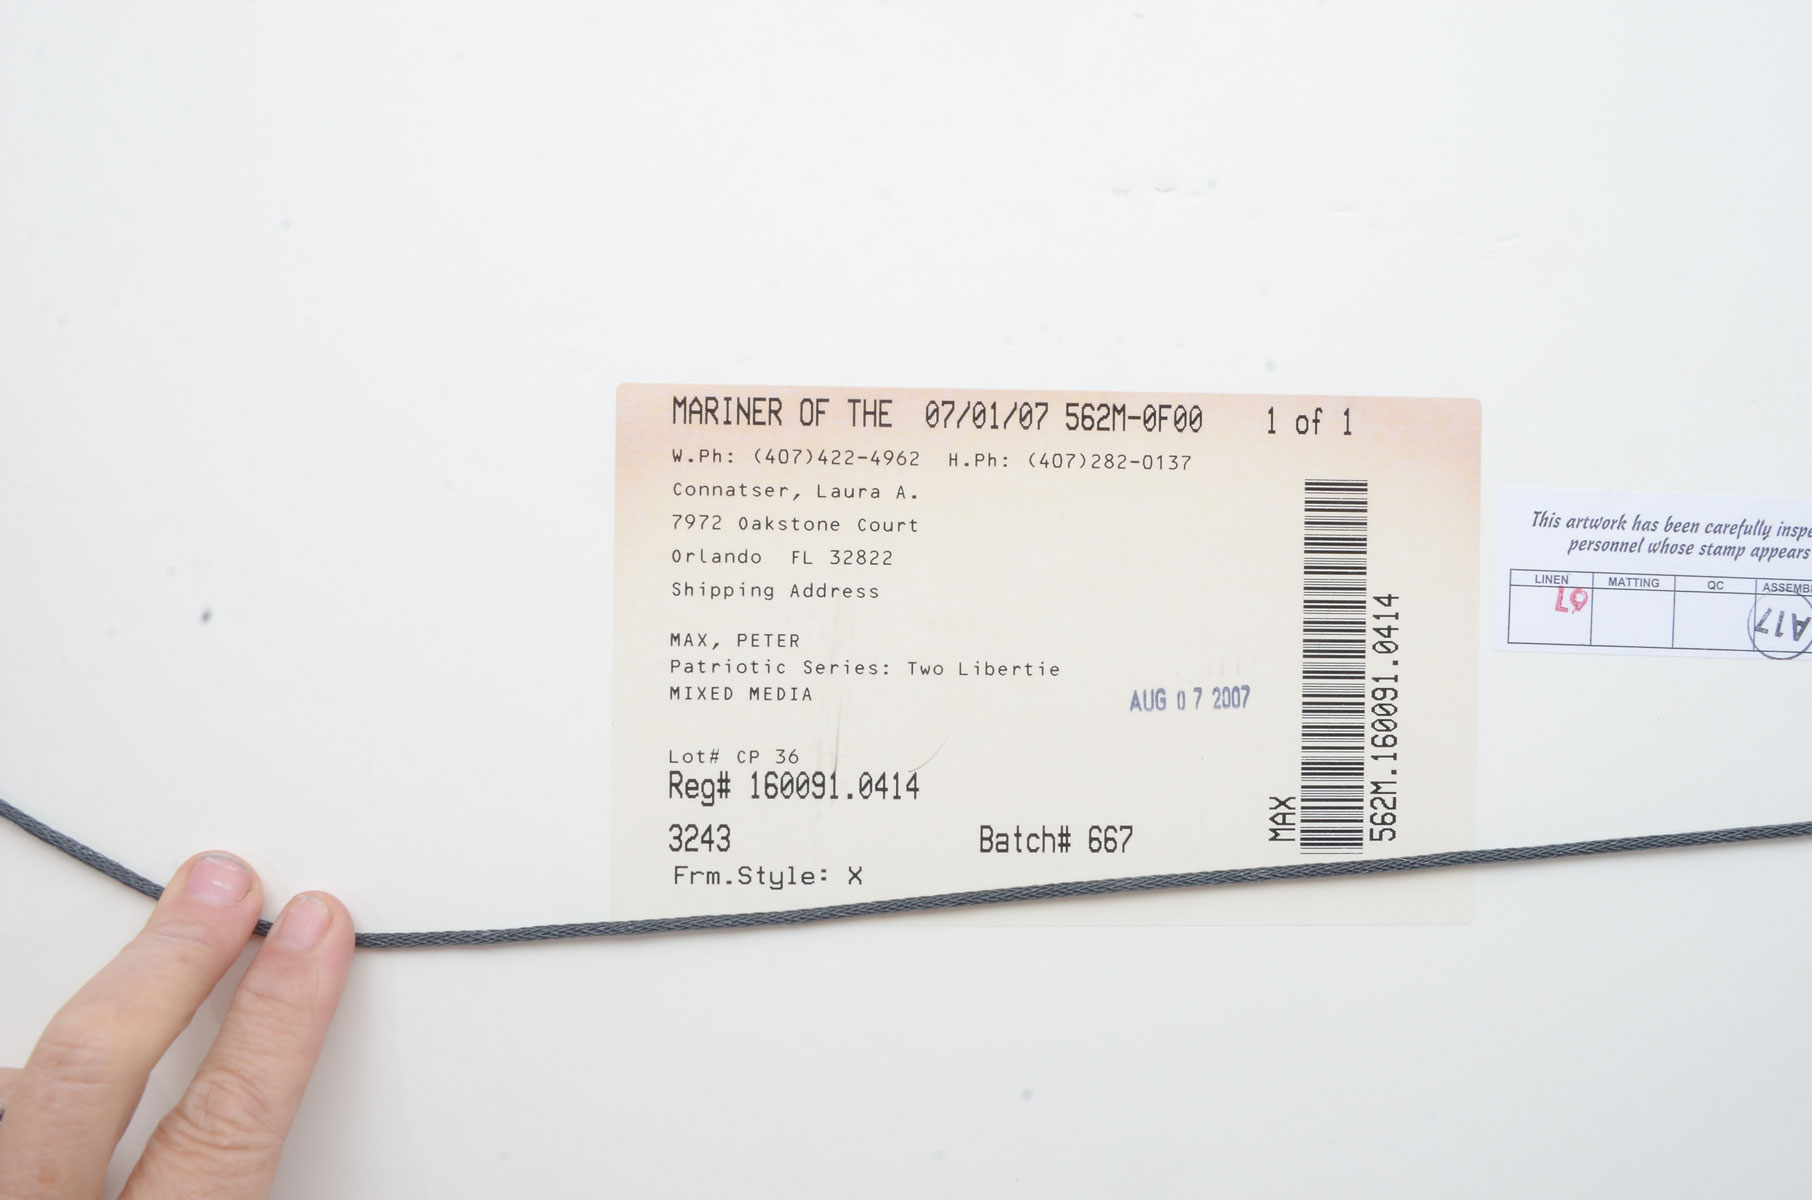 MARINER OF THE 07/01/07 562M-0F00 1 of 1
W.Ph: (407)422-4962 H.Ph: (407)282-0137
Connatser, Laura A.
7972 Oakstone Court
Orlando FL 32822
Shipping Address
MAX, PETER
Patriotic Series: Two Libertie
MIXED MEDIA
AUG 07 2007
Lot# CP 36
Reg# 160091.0414
3243 Batch# 667
Frm.Style: X
MAX
562M.160091.0414
This artwork has been carefully inspe
personnel whose stamp appears
LINEN MATTING QC ASSEMB
A17